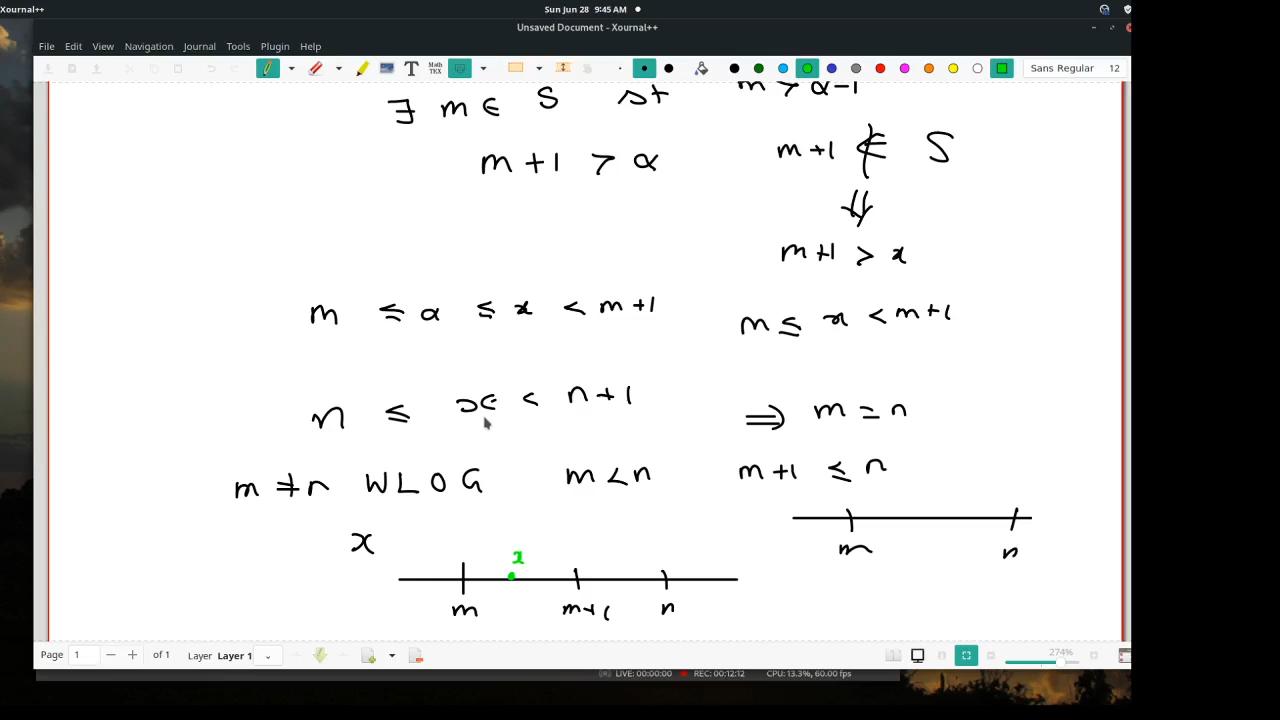 Xournal++
Sun Jun 28 9:45 AM
Unsaved Document - Xournal++
File Edit View Navigation Journal Tools Plugin Help
Sans Regular 12
∃ m ∈ S st m > α-1
m+1 > α m+1 ∉ S
⇓
m+1 > x
m ≤ α ≤ x < m+1 m ≤ x < m+1
n ≤ x < n+1 ⇒ m = n
m ≠ n WLOG m < n m+1 ≤ n
x
x
m n
m m+1 n
Page 1 of 1 Layer Layer 1 274%
LIVE: 00:00:00 REC: 00:12:12 CPU: 13.3%, 60.00 fps